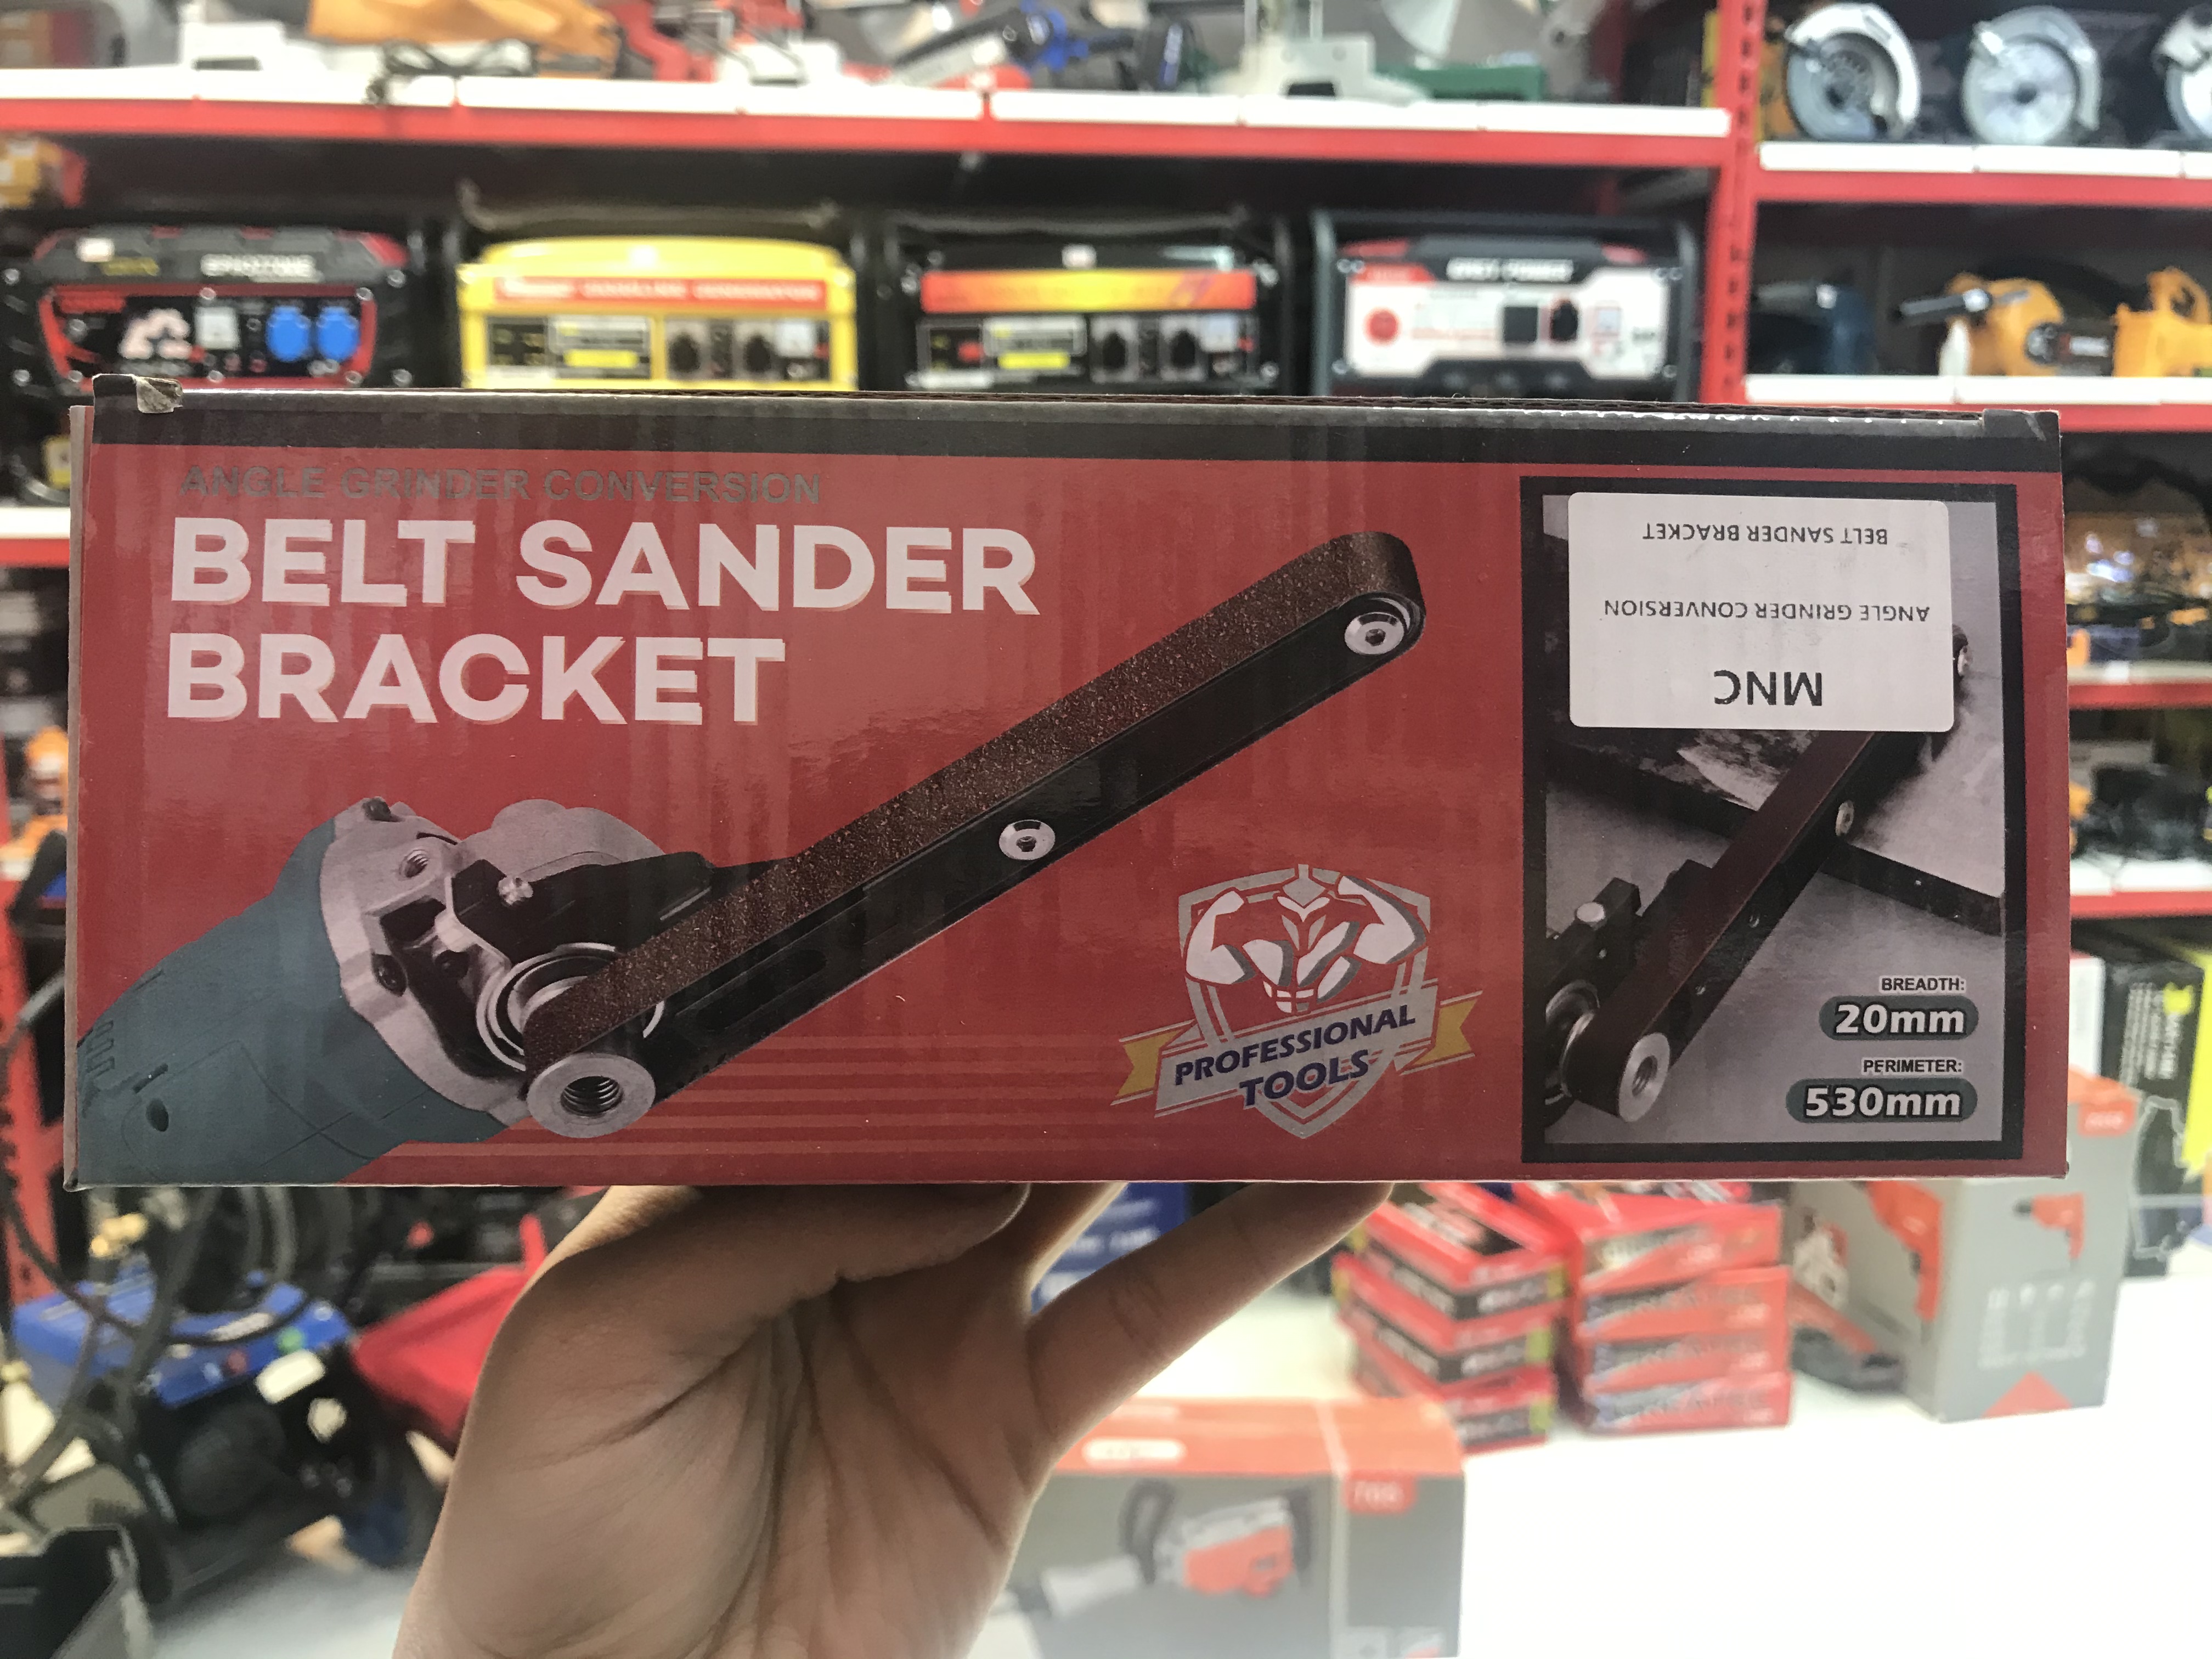 ANGLE GRINDER CONVERSION
BELT SANDER
BRACKET
PROFESSIONAL
TOOLS
MNC
ANGLE GRINDER CONVERSION
BELT SANDER BRACKET
BREADTH:
20mm
PERIMETER:
530mm